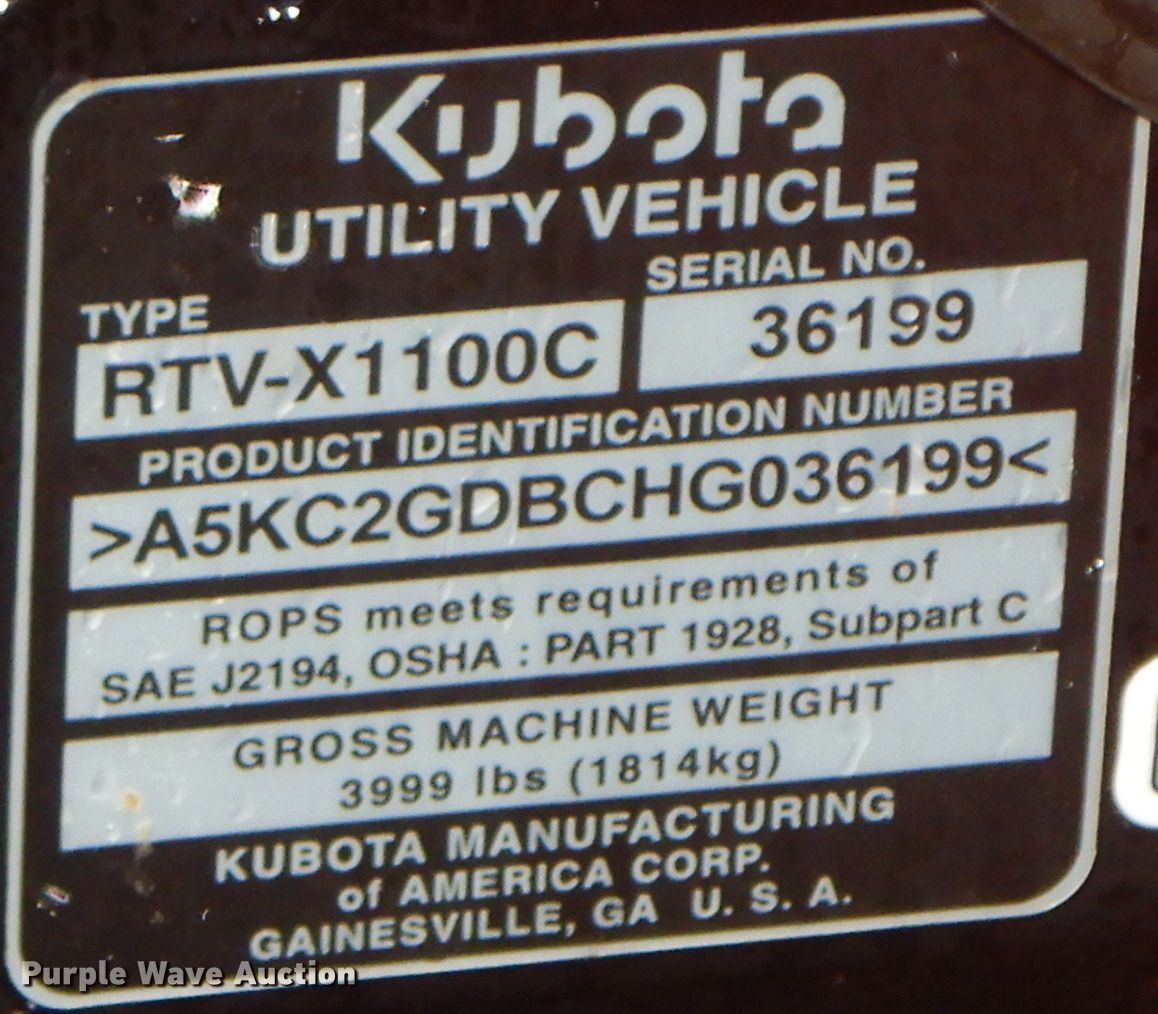 Kubota
UTILITY VEHICLE
TYPE
SERIAL NO.
RTV-X1100C
36199
PRODUCT IDENTIFICATION NUMBER
>A5KC2GDBCHG036199<
ROPS meets requirements of
SAE J2194, OSHA : PART 1928, Subpart C
GROSS MACHINE WEIGHT
3999 lbs (1814kg)
KUBOTA MANUFACTURING
of AMERICA CORP.
GAINESVILLE, GA U. S. A.
Purple Wave Auction